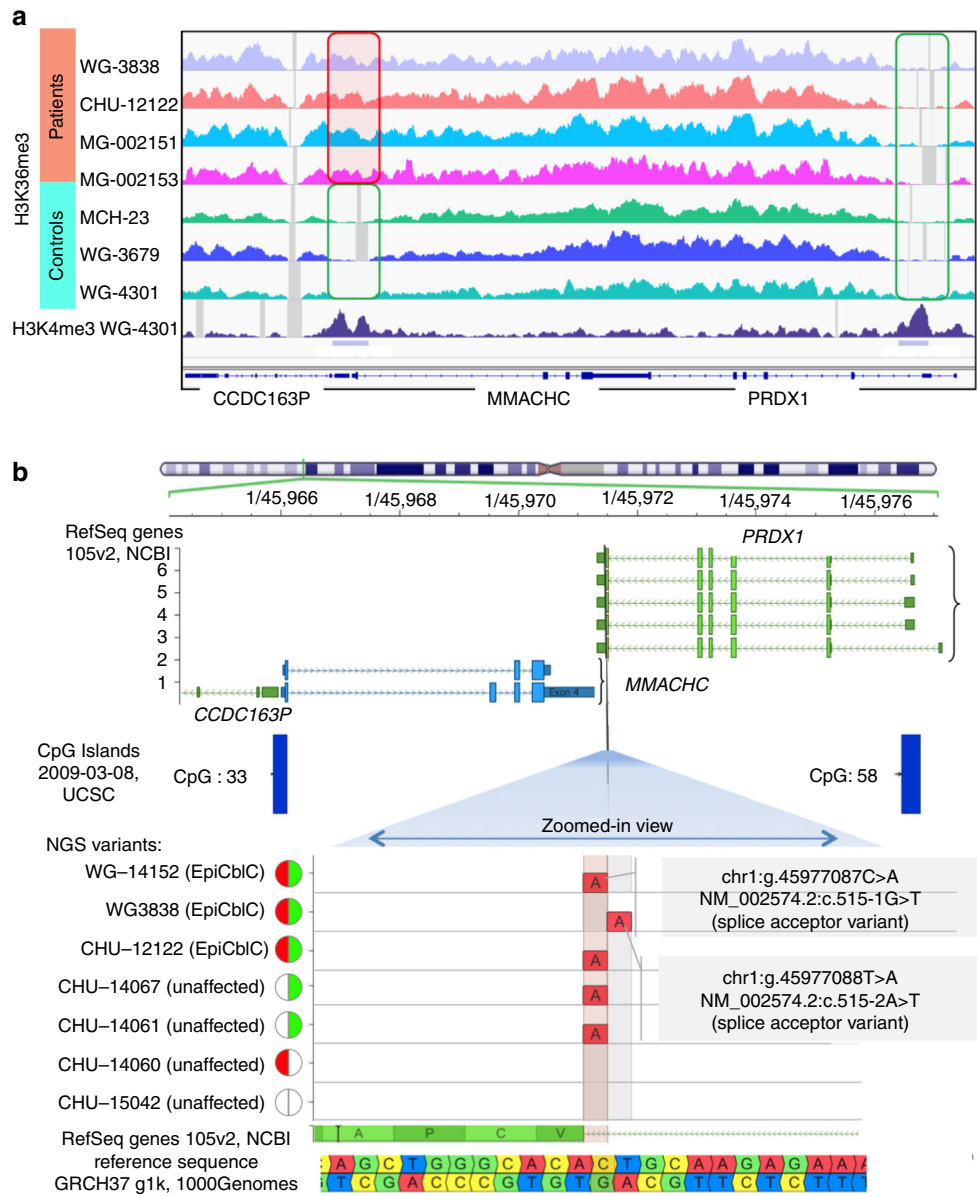 a
H3K36me3
Patients
Controls
WG-3838
CHU-12122
MG-002151
MG-002153
MCH-23
WG-3679
WG-4301
H3K4me3 WG-4301
CCDC163P MMACHC PRDX1
b
1/45,966 1/45,968 1/45,970 1/45,972 1/45,974 1/45,976
RefSeq genes
105v2, NCBI
PRDX1
6
5
4
3
2
1
Exon 4
MMACHC
CCDC163P
CpG Islands
2009-03-08,
UCSC
CpG : 33
CpG: 58
Zoomed-in view
NGS variants:
WG–14152 (EpiCblC)
WG3838 (EpiCblC)
CHU–12122 (EpiCblC)
CHU–14067 (unaffected)
CHU–14061 (unaffected)
CHU–14060 (unaffected)
CHU–15042 (unaffected)
A
A
A
A
A
chr1:g.45977087C>A
NM_002574.2:c.515-1G>T
(splice acceptor variant)
chr1:g.45977088T>A
NM_002574.2:c.515-2A>T
(splice acceptor variant)
RefSeq genes 105v2, NCBI
A P C V
reference sequence
GRCH37 g1k, 1000Genomes
A G C T G G G C A C A C T G C A A G A G A A A
T C G A C C C G T G T G A C G T T C T C T T T